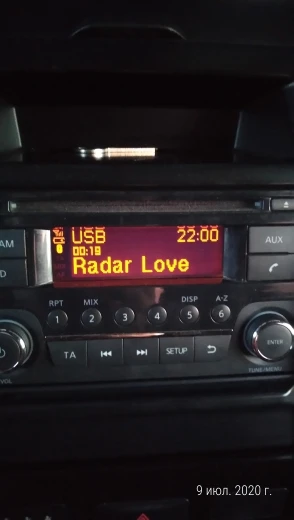 USB 22:00
00:19
Radar Love
AM AUX
D
RPT MIX DISP A-Z
1 2 3 4 5 6
TA SETUP ENTER
VOL TUNE/MENU
9 июл. 2020 г.